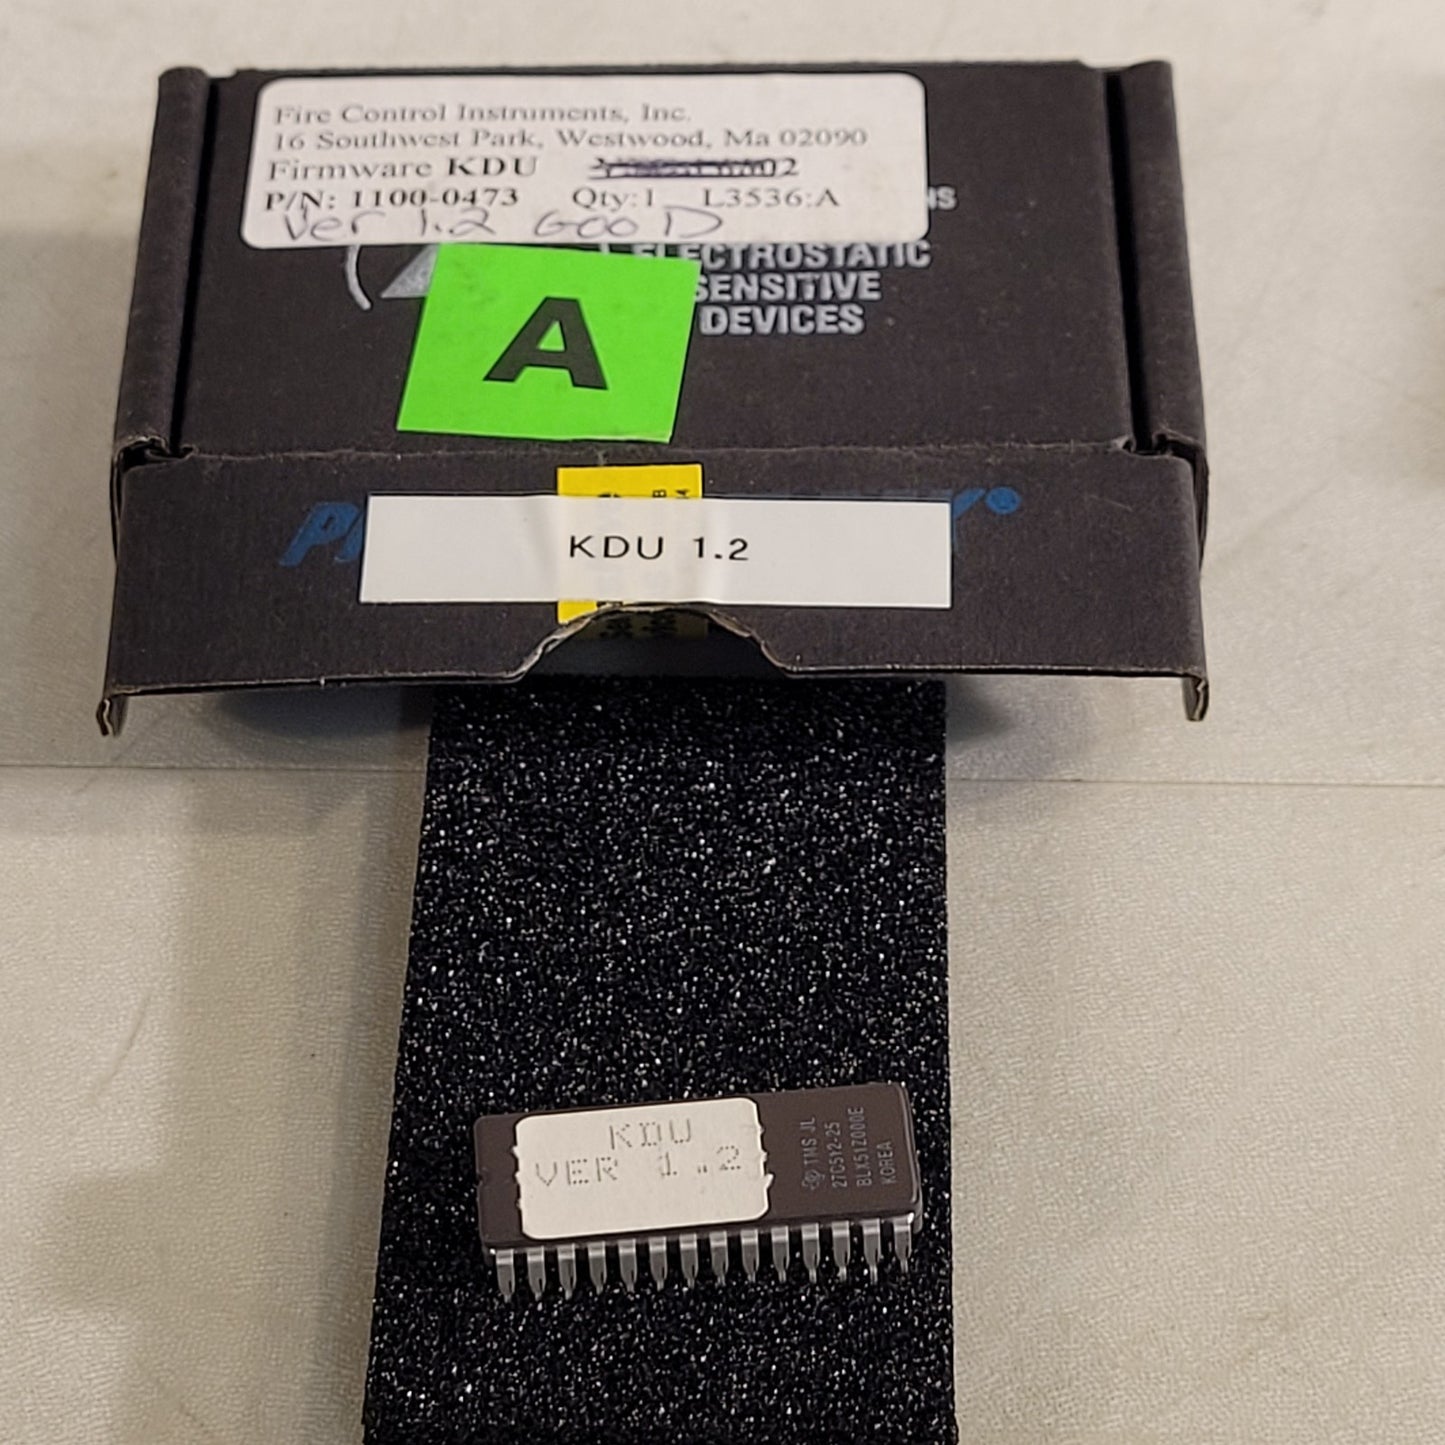 Fire Control Instruments, Inc.
16 Southwest Park, Westwood, Ma 02090
Firmware KDU
P/N: 1100-0473 Qty:1 L3536:A
Ver 1.2 GooD
ELECTROSTATIC
SENSITIVE
DEVICES
A
KDU 1.2
KDU
VER 1.2
TMS JL
27C512-25
BLX51Z000E
KOREA